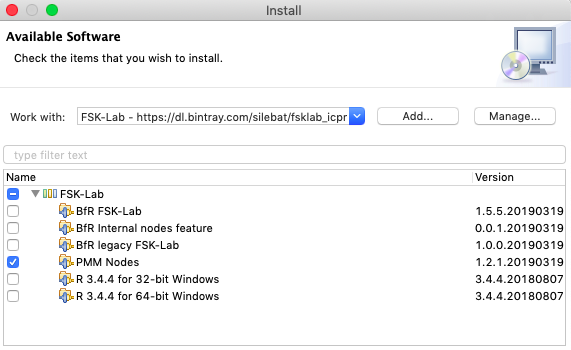 Install
Available Software
Check the items that you wish to install.
Work with: FSK-Lab - https://dl.bintray.com/silebat/fsklab_icpr Add... Manage...
type filter text
Name Version
FSK-Lab
BfR FSK-Lab 1.5.5.20190319
BfR Internal nodes feature 0.0.1.20190319
BfR legacy FSK-Lab 1.0.0.20190319
PMM Nodes 1.2.1.20190319
R 3.4.4 for 32-bit Windows 3.4.4.20180807
R 3.4.4 for 64-bit Windows 3.4.4.20180807